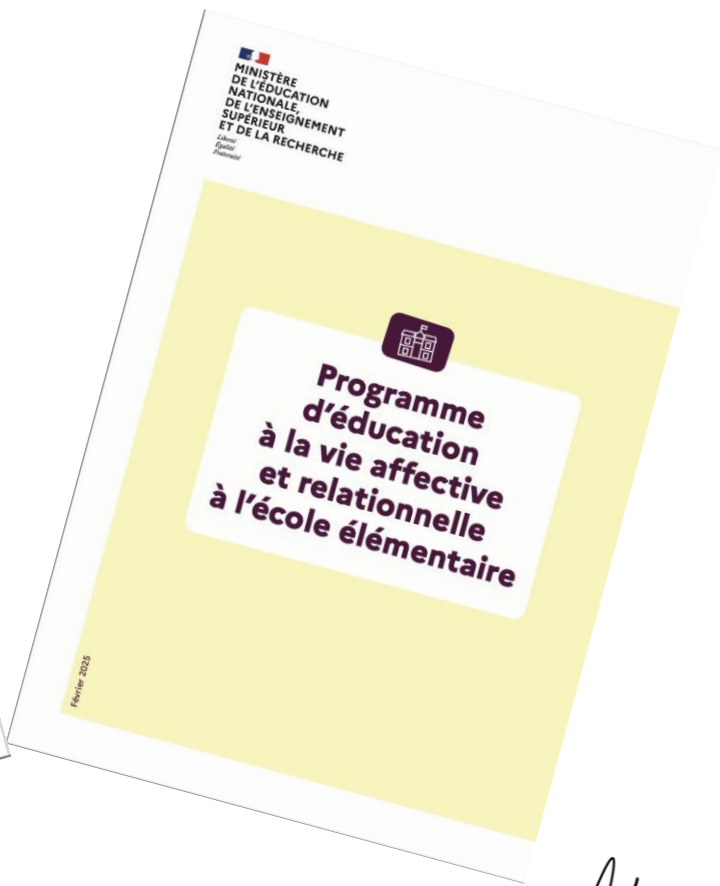 MINISTÈRE
DE L'ÉDUCATION
NATIONALE,
DE L'ENSEIGNEMENT
SUPÉRIEUR
ET DE LA RECHERCHE
Liberté
Égalité
Fraternité
Programme
d'éducation
à la vie affective
et relationnelle
à l'école élémentaire
Février 2025